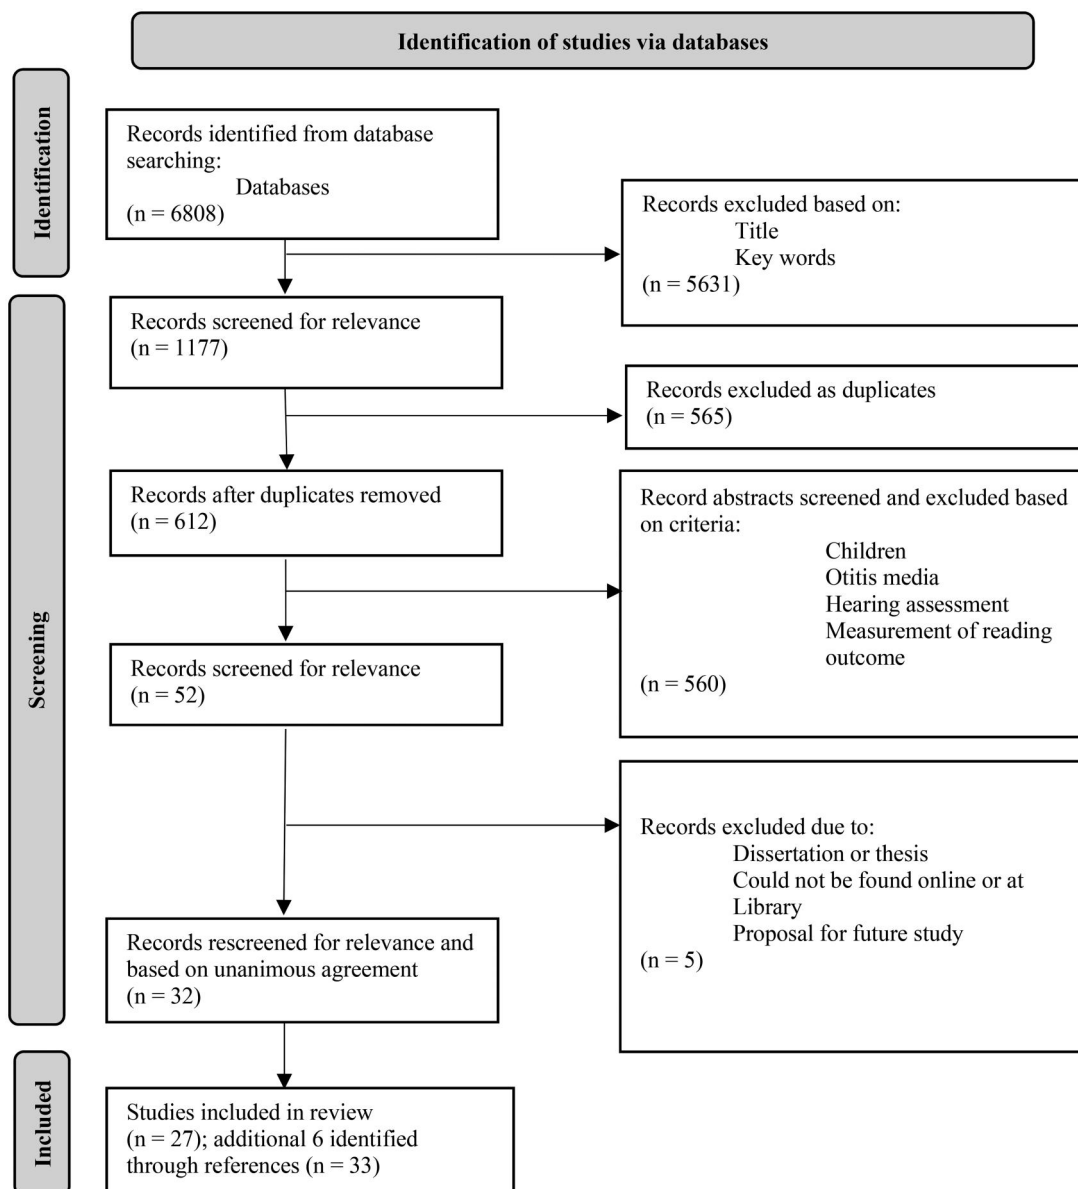 Identification of studies via databases
Identification
Records identified from database
searching:
Databases
(n = 6808)
Records excluded based on:
Title
Key words
(n = 5631)
Screening
Records screened for relevance
(n = 1177)
Records excluded as duplicates
(n = 565)
Records after duplicates removed
(n = 612)
Record abstracts screened and excluded based
on criteria:
Children
Otitis media
Hearing assessment
Measurement of reading
outcome
(n = 560)
Records screened for relevance
(n = 52)
Records excluded due to:
Dissertation or thesis
Could not be found online or at
Library
Proposal for future study
(n = 5)
Records rescreened for relevance and
based on unanimous agreement
(n = 32)
Included
Studies included in review
(n = 27); additional 6 identified
through references (n = 33)